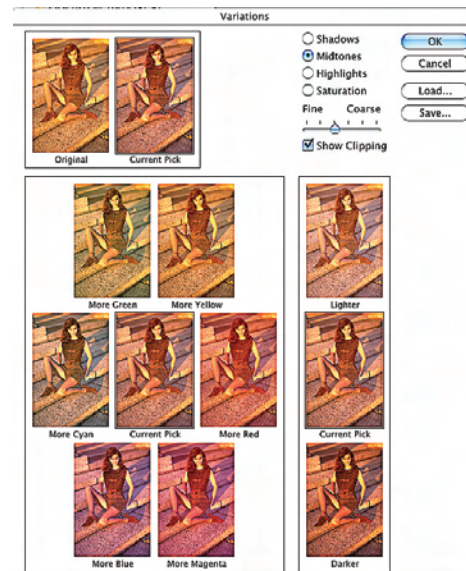 Variations
Shadows
Midtones
Highlights
Saturation
Fine Coarse
Show Clipping
OK
Cancel
Load...
Save...
Original Current Pick
More Green More Yellow
More Cyan Current Pick More Red
More Blue More Magenta
Lighter
Current Pick
Darker